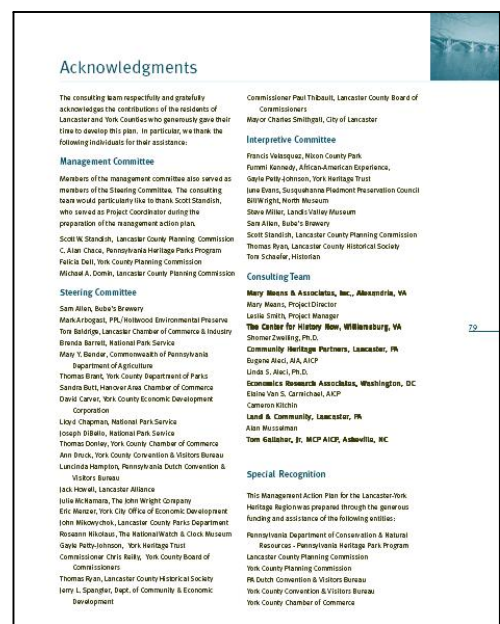 Acknowledgments
The consulting team respectfully and gratefully
acknowledges the contributions of the residents of
Lancaster and York Counties who generously gave their
time to develop this plan. In particular, we thank the
following individuals for their assistance:
Management Committee
Members of the management committee also served as
members of the Steering Committee. The consulting
team would particularly like to thank Scott Standish,
who served as Project Coordinator during the
preparation of the management action plan.
Scott W. Standish, Lancaster County Planning Commission
C. Alan Chace, Pennsylvania Heritage Parks Program
Felicia Dell, York County Planning Commission
Michael A. Domin, Lancaster County Planning Commission
Steering Committee
Sam Allen, Bube's Brewery
Mark Arbogast, PPL/Holtwood Environmental Preserve
Tom Baldrige, Lancaster Chamber of Commerce & Industry
Brenda Barrett, National Park Service
Mary Y. Bender, Commonwealth of Pennsylvania
Department of Agriculture
Thomas Brant, York County Department of Parks
Sandra Butt, Hanover Area Chamber of Commerce
David Carver, York County Economic Development
Corporation
Lloyd Chapman, National Park Service
Joseph DiBello, National Park Service
Thomas Donley, York County Chamber of Commerce
Ann Druck, York County Convention & Visitors Bureau
Luncinda Hampton, Pennsylvania Dutch Convention &
Visitors Bureau
Jack Howell, Lancaster Alliance
Julie McNamara, The John Wright Company
Eric Menzer, York City Office of Economic Development
John Mikowychok, Lancaster County Parks Department
Roseann Nikolaus, The National Watch & Clock Museum
Gayle Petty-Johnson, York Heritage Trust
Commissioner Chris Reilly, York County Board of
Commissioners
Thomas Ryan, Lancaster County Historical Society
Jerry L. Spangler, Dept. of Community & Economic
Development
Commissioner Paul Thibault, Lancaster County Board of
Commissioners
Mayor Charles Smithgall, City of Lancaster
Interpretive Committee
Francis Velasquez, Nixon County Park
Fummi Kennedy, African-American Experience,
Gayle Petty-Johnson, York Heritage Trust
June Evans, Susquehanna Piedmont Preservation Council
Bill Wright, North Museum
Steve Miller, Landis Valley Museum
Sam Allen, Bube's Brewery
Scott Standish, Lancaster County Planning Commission
Thomas Ryan, Lancaster County Historical Society
Tom Schaefer, Historian
Consulting Team
Mary Means & Associates, Inc., Alexandria, VA
Mary Means, Project Director
Leslie Smith, Project Manager
The Center for History Now, Williamsburg, VA
Shomer Zwelling, Ph.D.
Community Heritage Partners, Lancaster, PA
Eugene Aleci, AIA, AICP
Linda S. Aleci, Ph.D.
Economics Research Associates, Washington, DC
Elaine Van S. Carmichael, AICP
Cameron Kitchin
Land & Community, Lancaster, PA
Alan Musselman
Tom Gallaher, Jr, MCP AICP, Asheville, NC
Special Recognition
This Management Action Plan for the Lancaster-York
Heritage Region was prepared through the generous
funding and assistance of the following entities:
Pennsylvania Department of Conservation & Natural
Resources - Pennsylvania Heritage Park Program
Lancaster County Planning Commission
York County Planning Commission
PA Dutch Convention & Visitors Bureau
York County Convention & Visitors Bureau
York County Chamber of Commerce
79